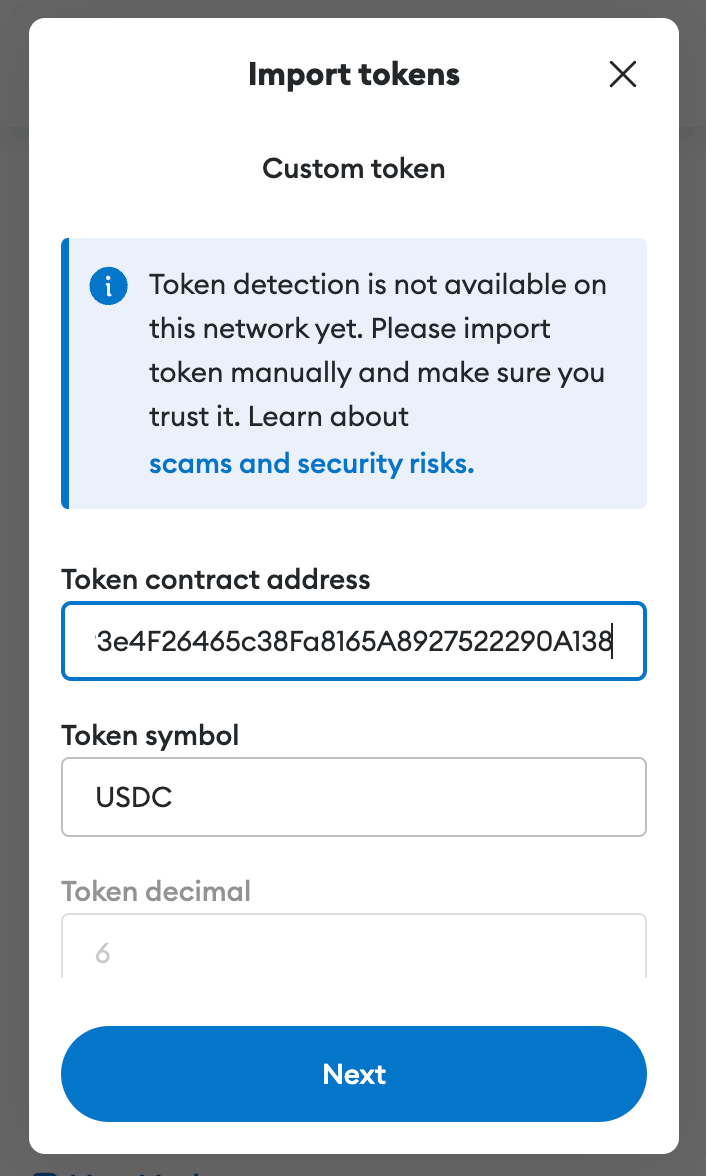 Import tokens
Custom token
Token detection is not available on
this network yet. Please import
token manually and make sure you
trust it. Learn about
scams and security risks.
Token contract address
3e4F26465c38Fa8165A8927522290A138
Token symbol
USDC
Token decimal
6
Next